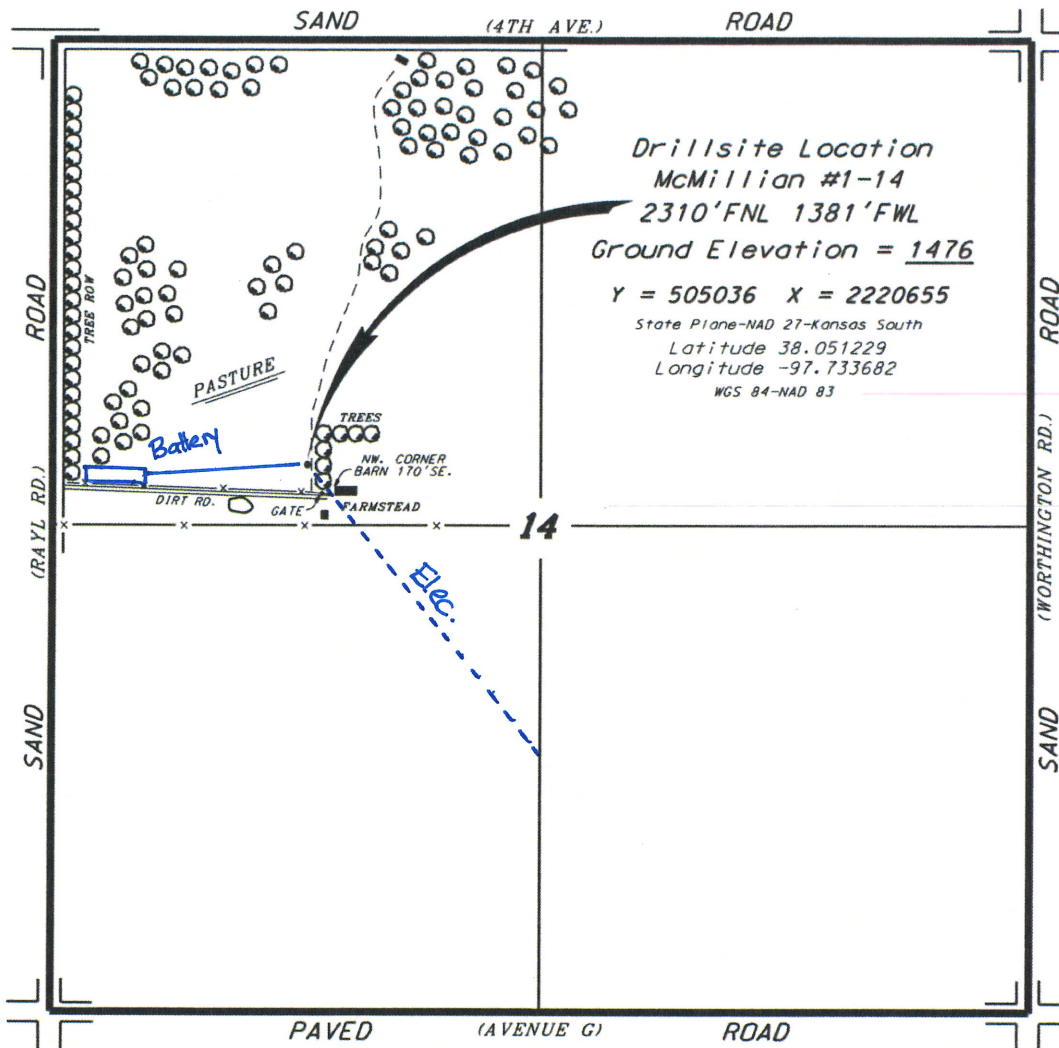 SAND (4TH AVE.) ROAD
Drillsite Location
McMillian #1-14
2310'FNL 1381'FWL
Ground Elevation = 1476
Y = 505036 X = 2220655
State Plane-NAD 27-Kansas South
Latitude 38.051229
Longitude -97.733682
WGS 84-NAD 83
ROAD
TREE ROW
ROAD
PASTURE
TREES
Battery
NW. CORNER
BARN 170'SE.
DIRT RD.
GATE
FARMSTEAD
(RAYL RD.)
14
(WORTHINGTON RD.)
Elec.
SAND
SAND
PAVED (AVENUE G) ROAD